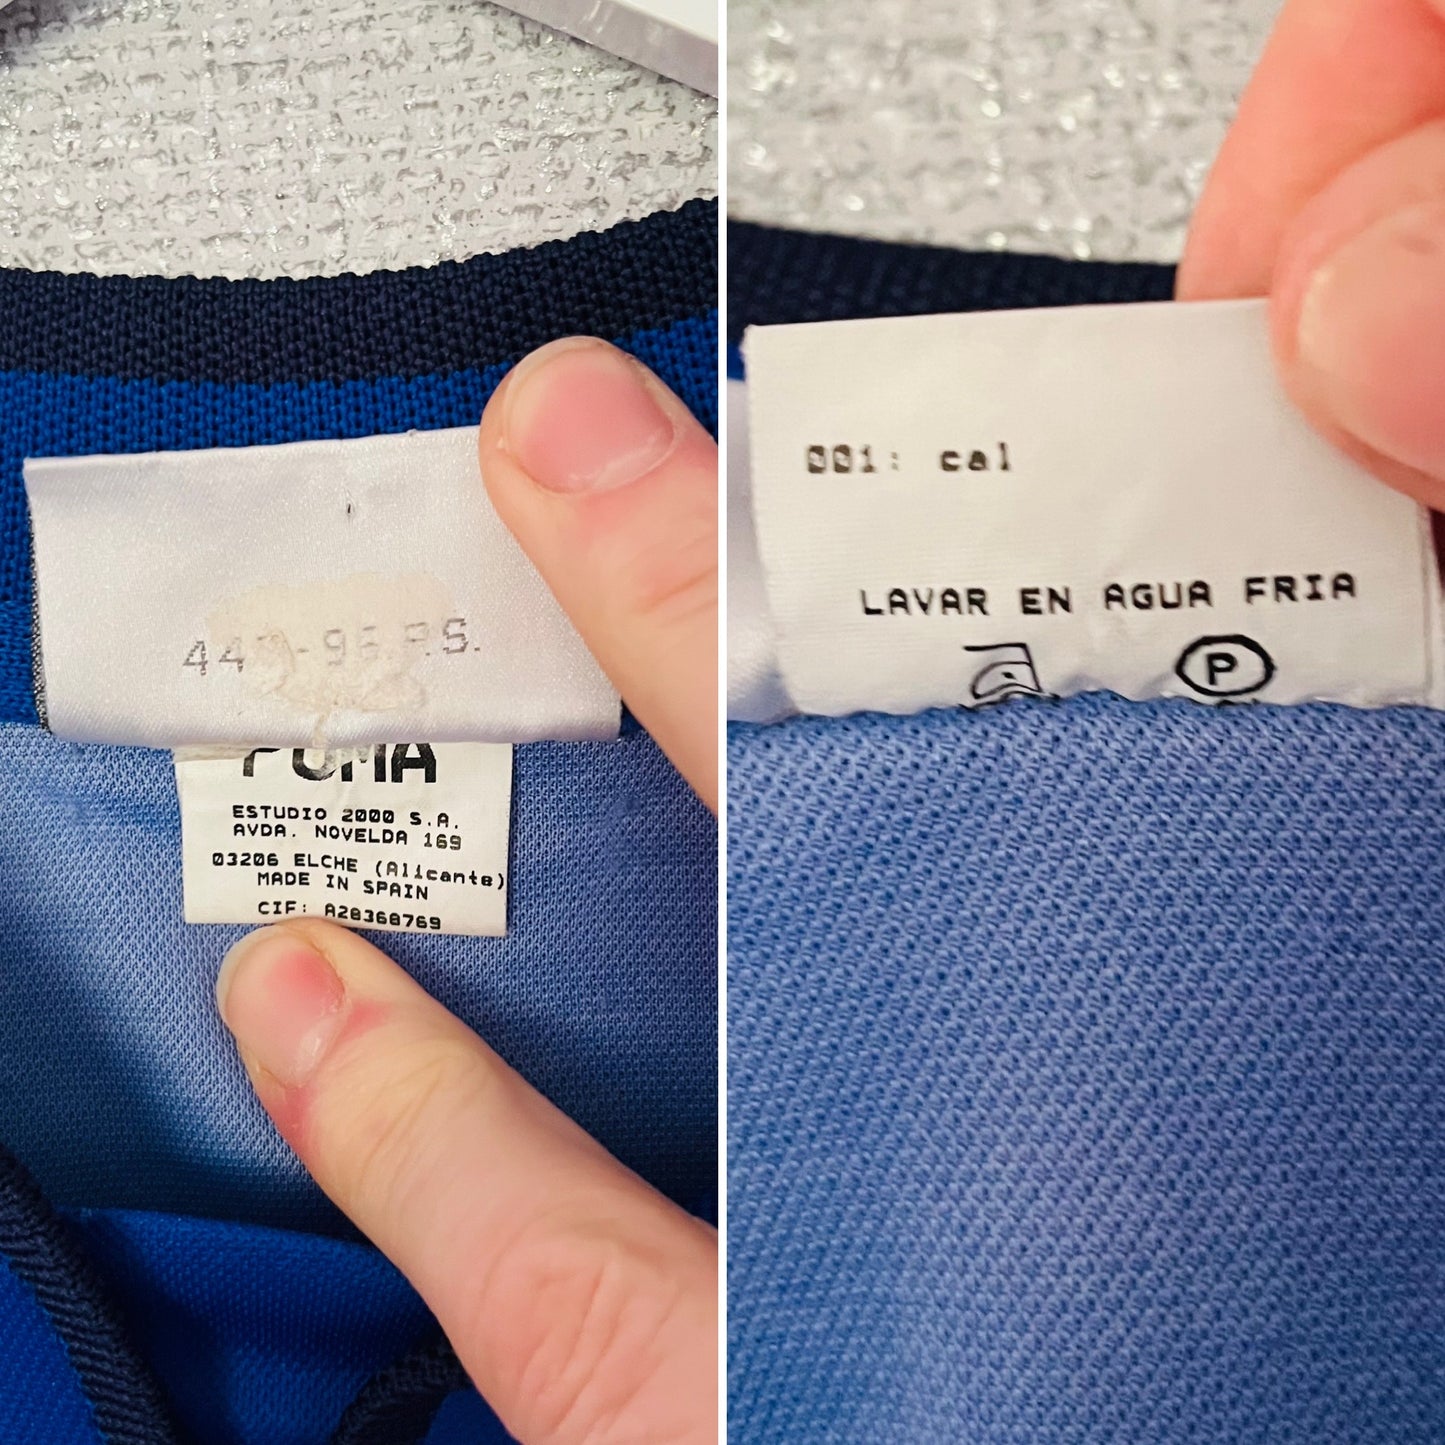 PUMA
ESTUDIO 2000 S.A.
AVDA. NOVELDA 169
03206 ELCHE (Alicante)
MADE IN SPAIN
CIF: A28368769
001: cal
LAVAR EN AGUA FRIA
P